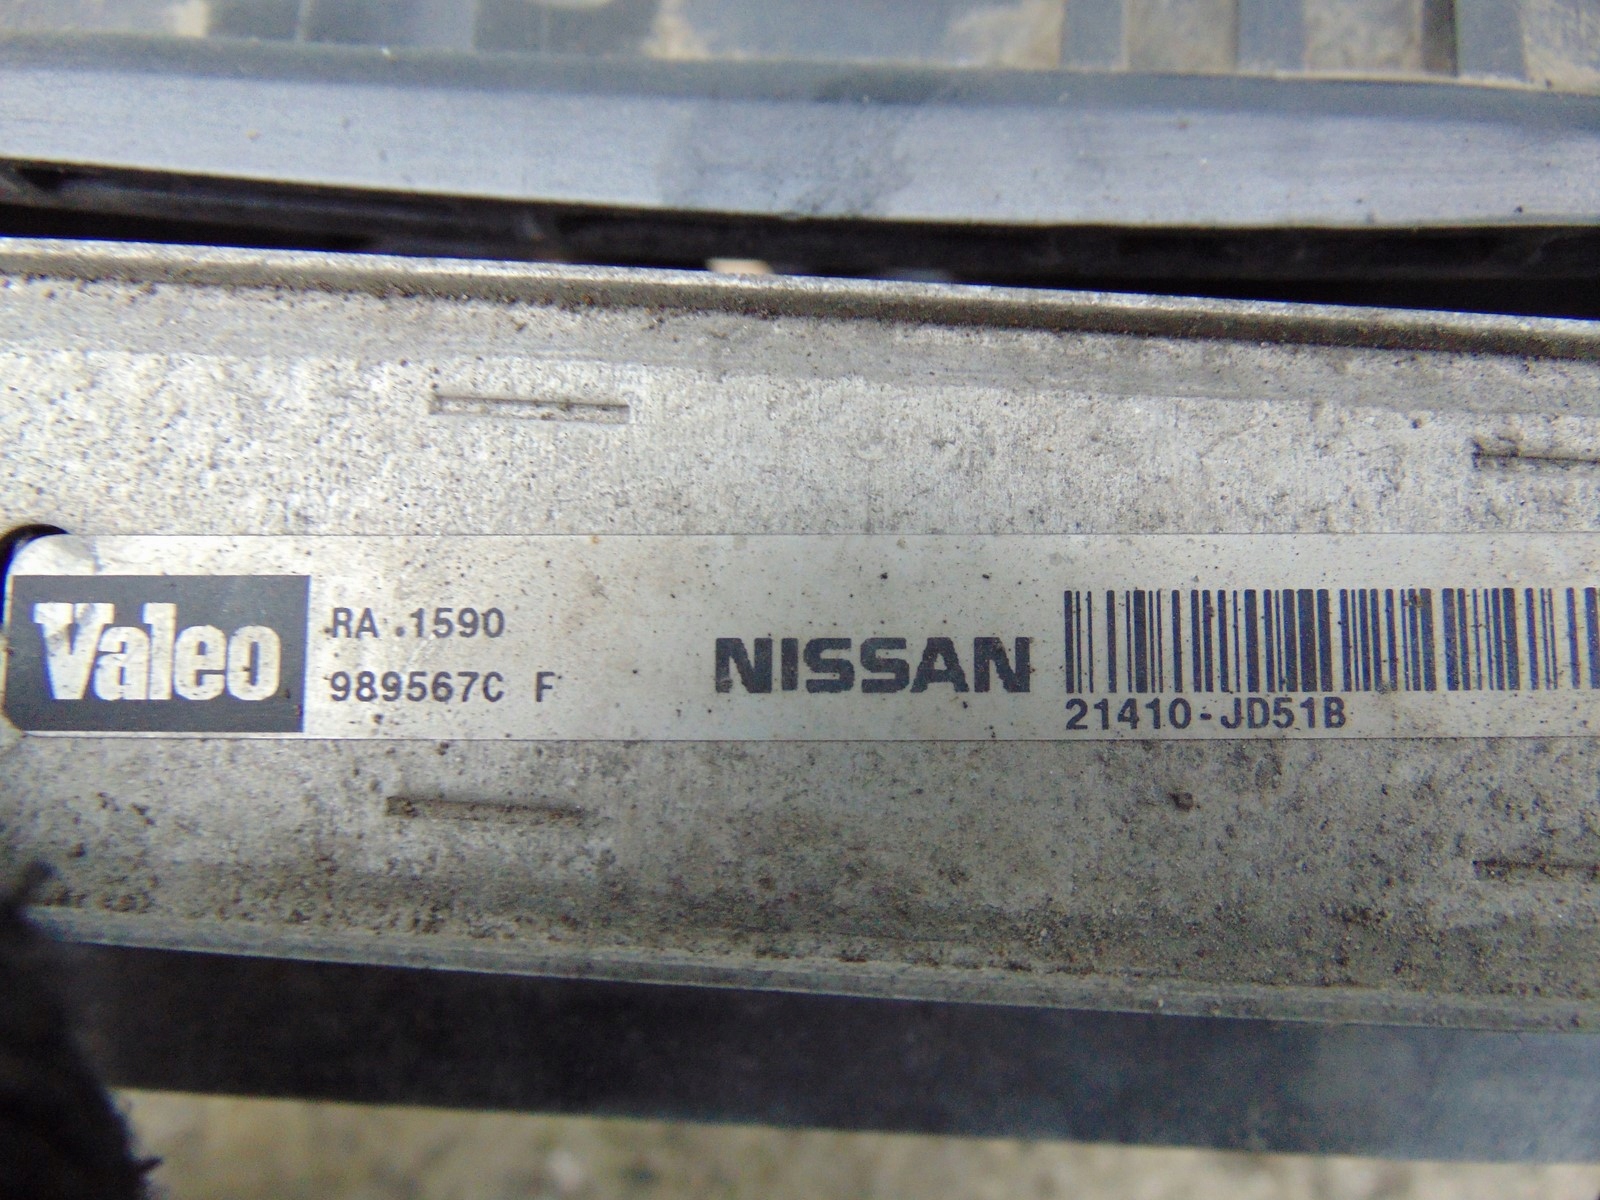 Valeo
RA .1590
989567C F
NISSAN
21410-JD51B